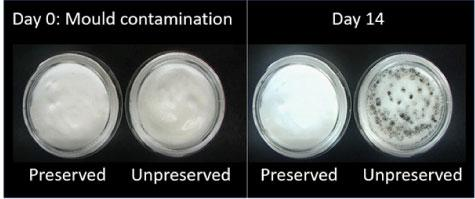 Day 0: Mould contamination
Day 14
Preserved
Unpreserved
Preserved
Unpreserved